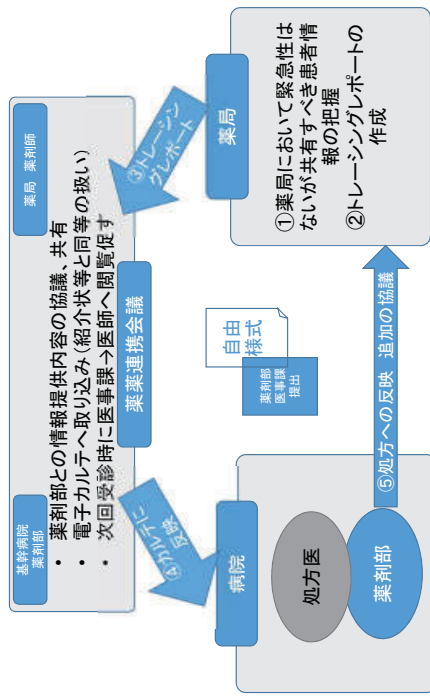 基幹病院
薬剤部
薬局 薬剤師
• 薬剤部との情報提供内容の協議、共有
• 電子カルテへ取り込み(紹介状等と同等の扱い)
• 次回受診時に医事課→医師へ閲覧促す
薬薬連携会議
④カルテに
反映
③トレーシン
グレポート
病院
処方医
薬剤部
自由
様式
薬剤部
医事課
提出
薬局
①薬局において緊急性は
ないが共有すべき患者情
報の把握
②トレーシングレポートの
作成
⑤処方への反映 追加の協議